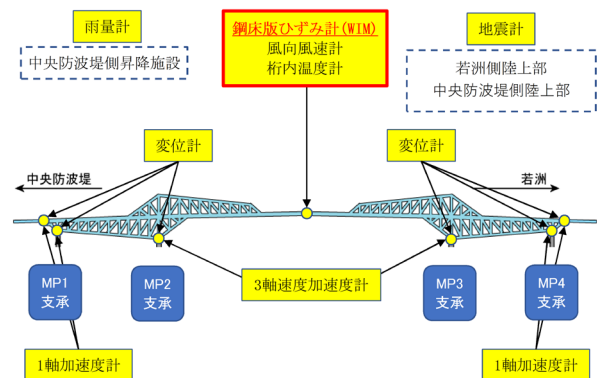 雨量計
中央防波堤側昇降施設
鋼床版ひずみ計(WIM)
風向風速計
桁内温度計
地震計
若洲側陸上部
中央防波堤側陸上部
変位計
変位計
中央防波堤
若洲
MP1
支承
MP2
支承
3軸速度加速度計
MP3
支承
MP4
支承
1軸加速度計
1軸加速度計